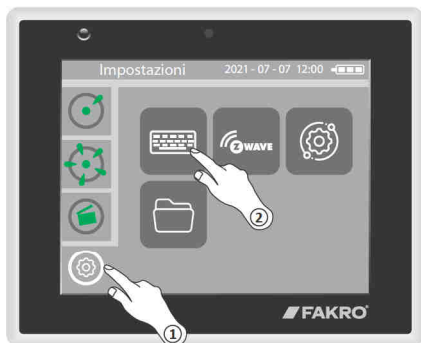 Impostazioni 2021 - 07 - 07 12:00
Z WAVE
②
①
FAKRO